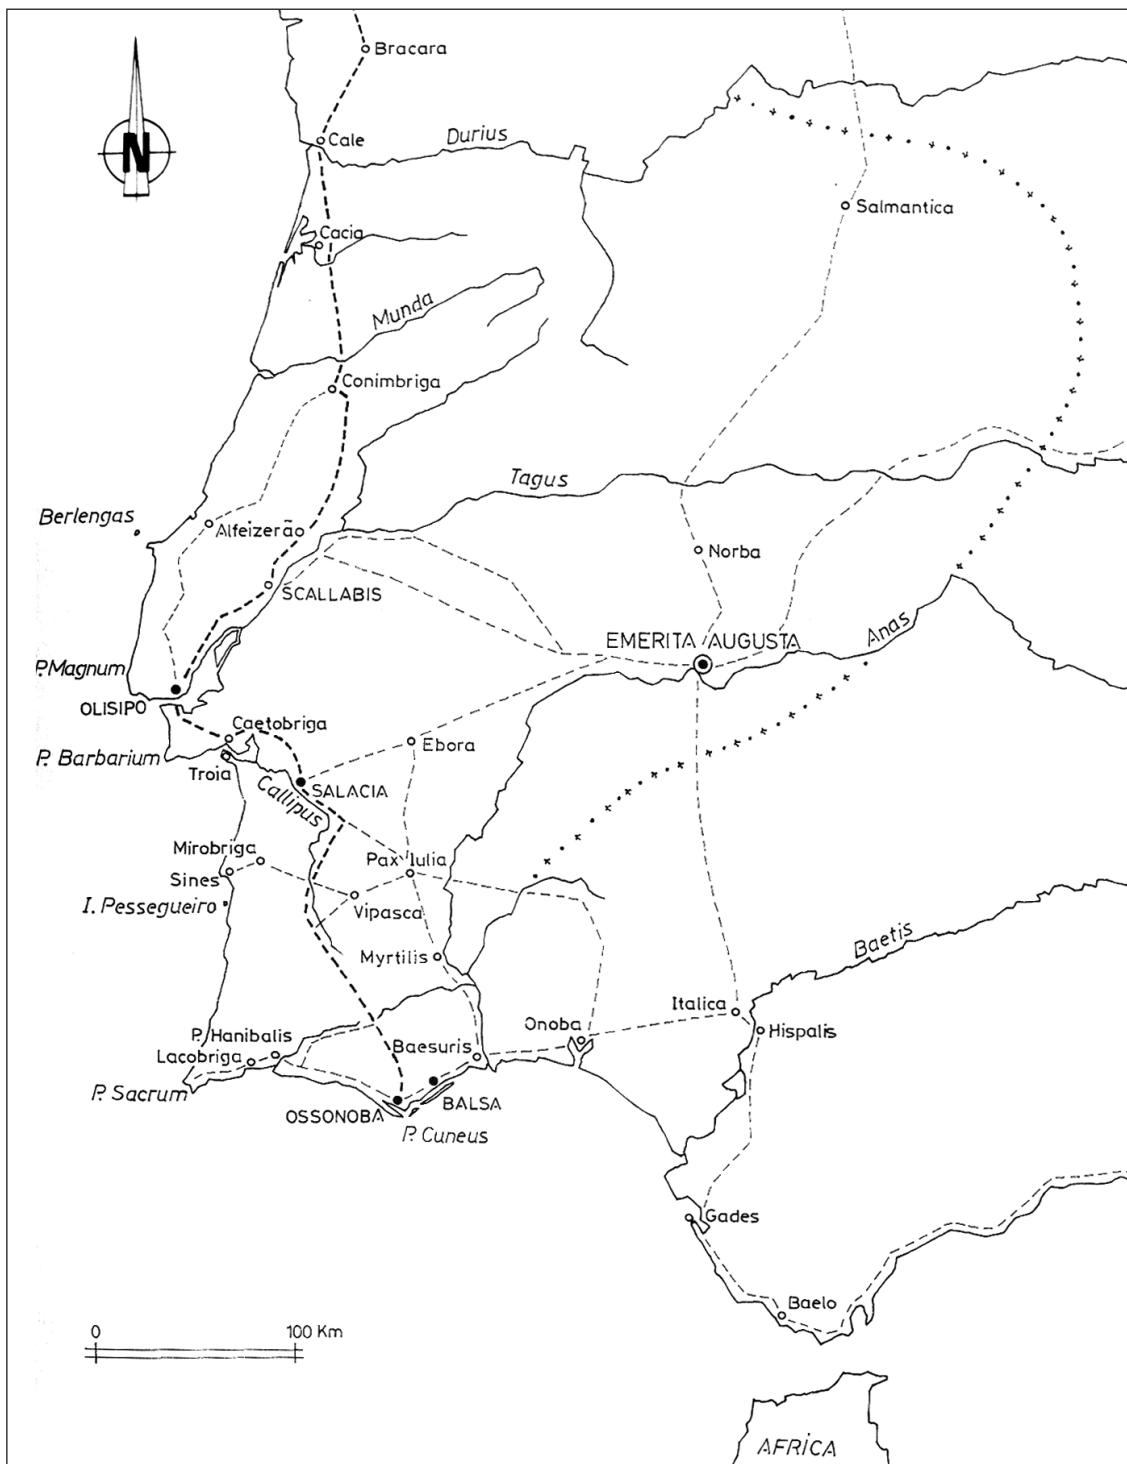 Bracara
N
Cale
Durius
Salmantica
Cacia
Munda
Conimbriga
Tagus
Berlengas
Alfeizerão
Norba
SCALLABIS
EMERITA AUGUSTA
Anas
P. Magnum
OLISIPO
Caetobriga
Ebora
P. Barbarium
Troia
Callipus
SALACIA
Mirobriga
Pax Iulia
Sines
I. Pessegueiro
Vipasca
Myrtilis
Baetis
Italica
Onoba
Hispalis
P. Hanibalis
Lacobriga
Baesuris
P. Sacrum
BALSA
OSSONOBA
P. Cuneus
Gades
Baelo
0 100 Km
AFRICA